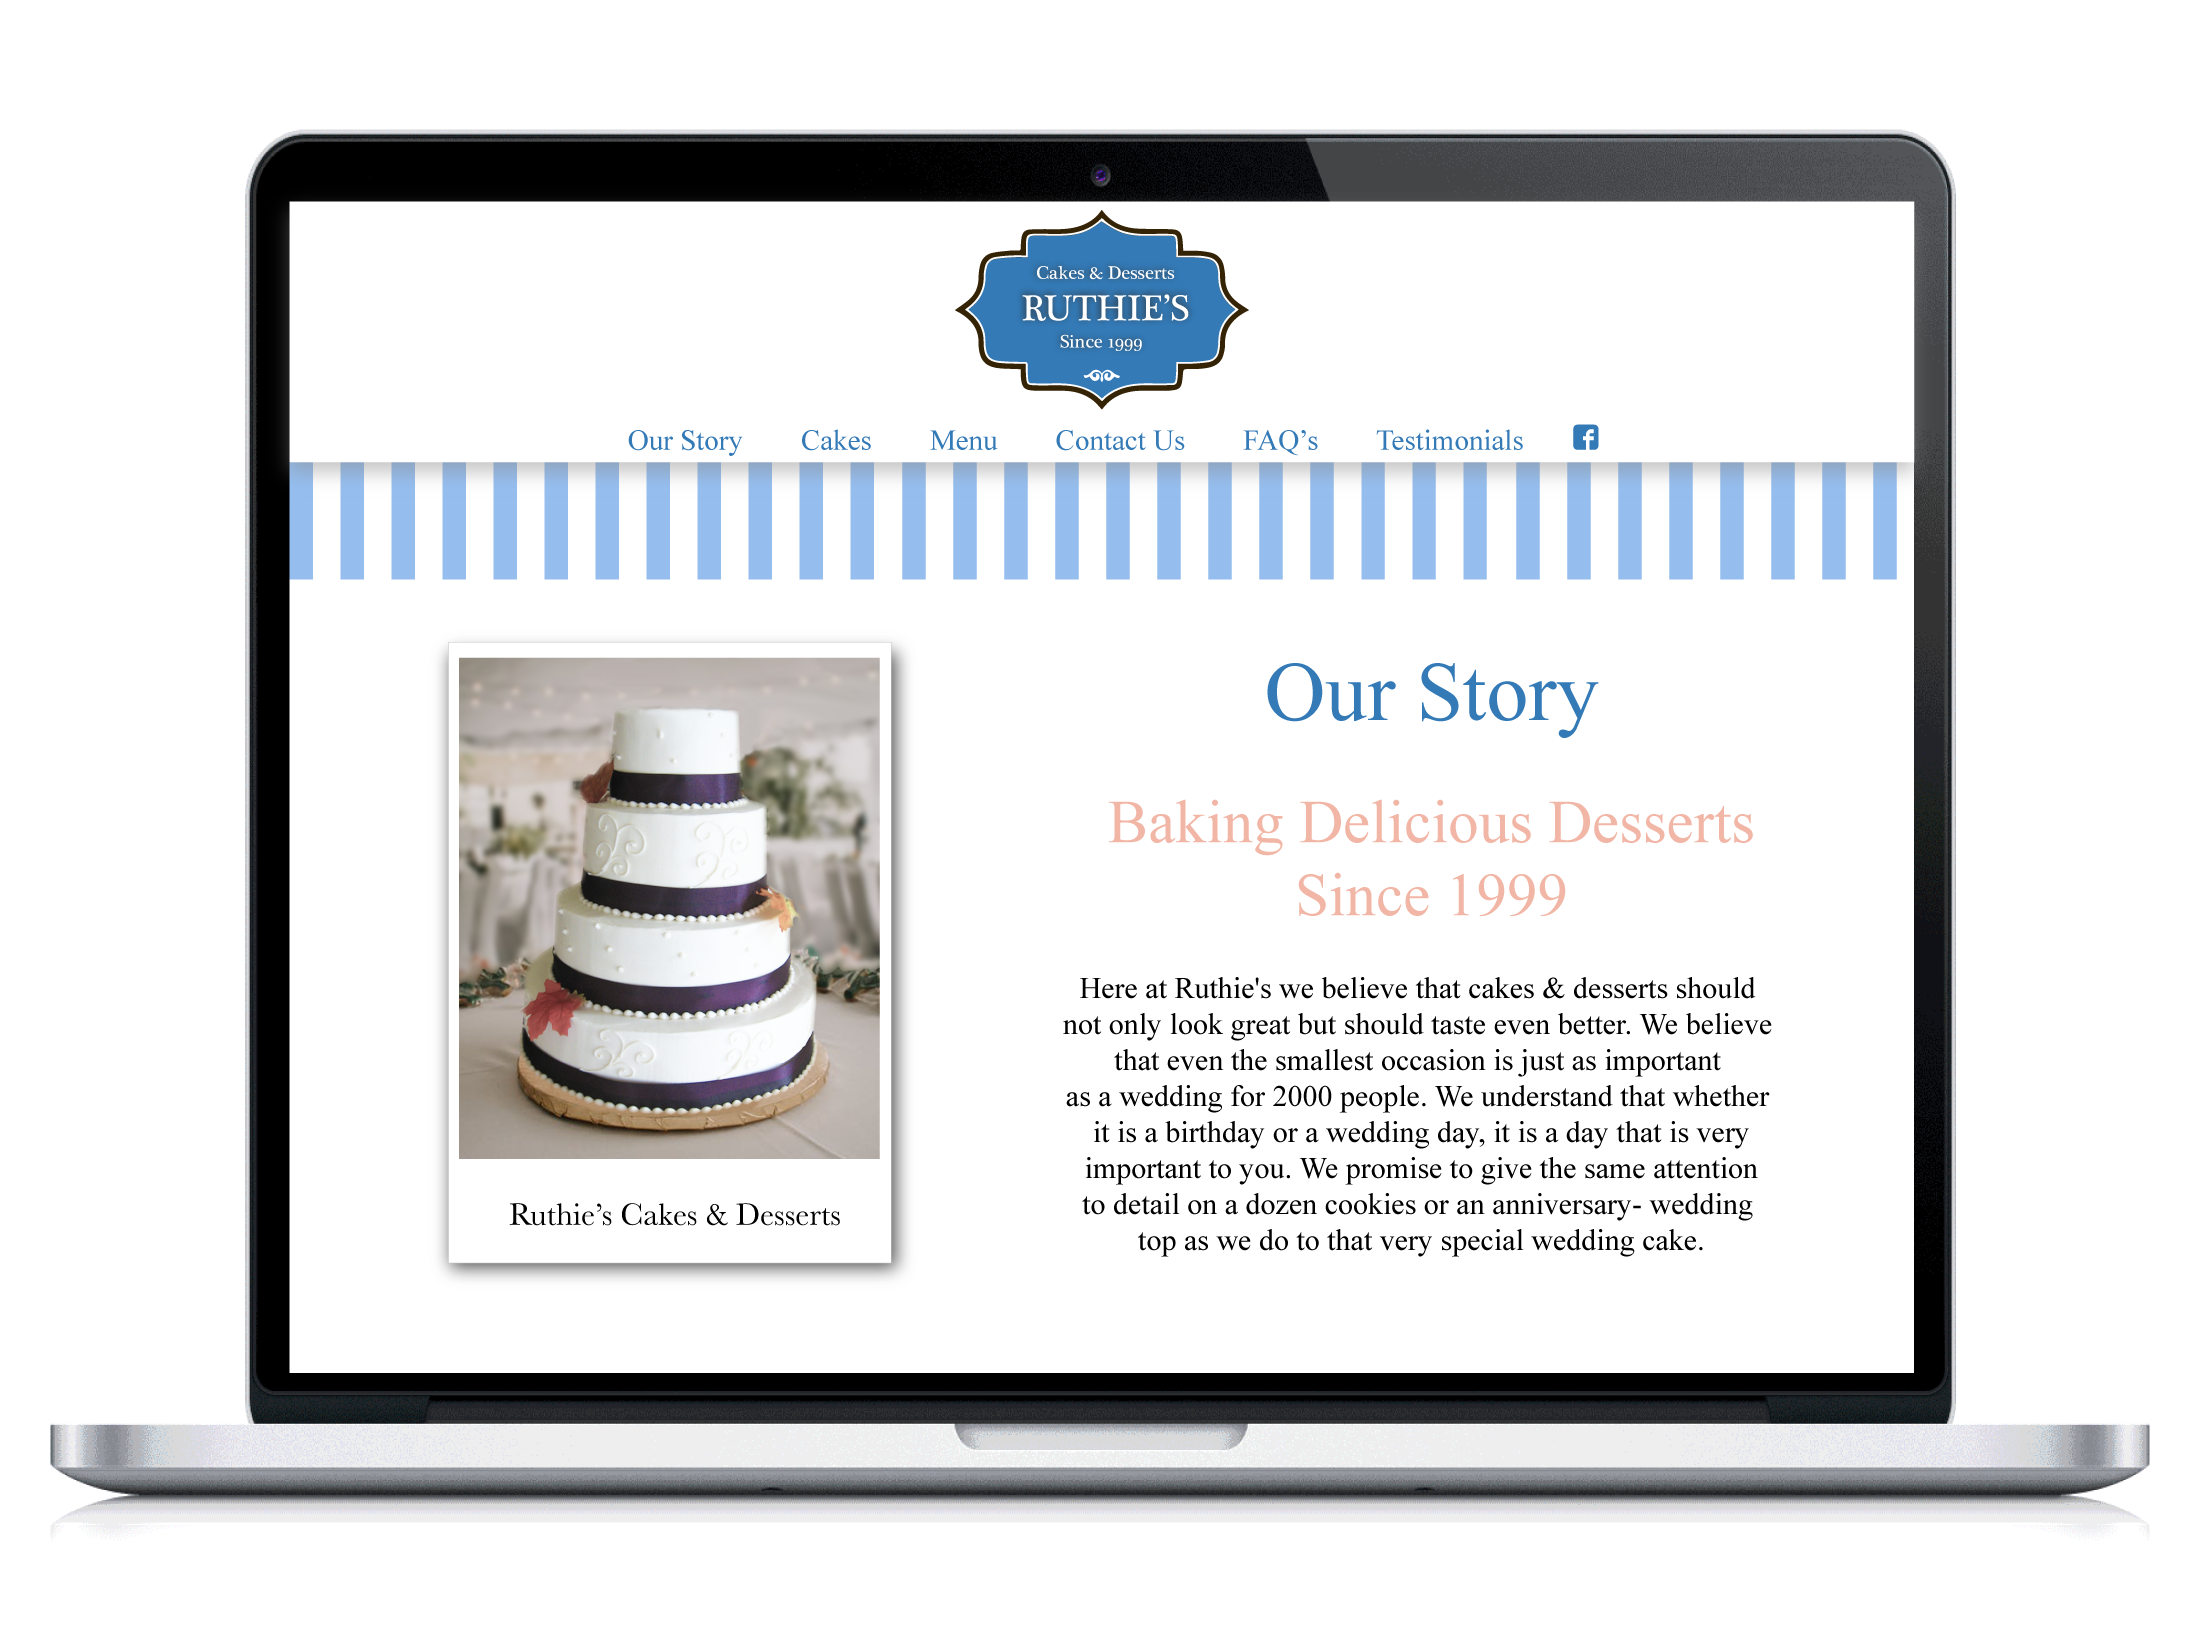 Cakes & Desserts
RUTHIE’S
Since 1999
Our Story Cakes Menu Contact Us FAQ’s Testimonials
Ruthie’s Cakes & Desserts
Our Story
Baking Delicious Desserts
Since 1999
Here at Ruthie's we believe that cakes & desserts should
not only look great but should taste even better. We believe
that even the smallest occasion is just as important
as a wedding for 2000 people. We understand that whether
it is a birthday or a wedding day, it is a day that is very
important to you. We promise to give the same attention
to detail on a dozen cookies or an anniversary- wedding
top as we do to that very special wedding cake.